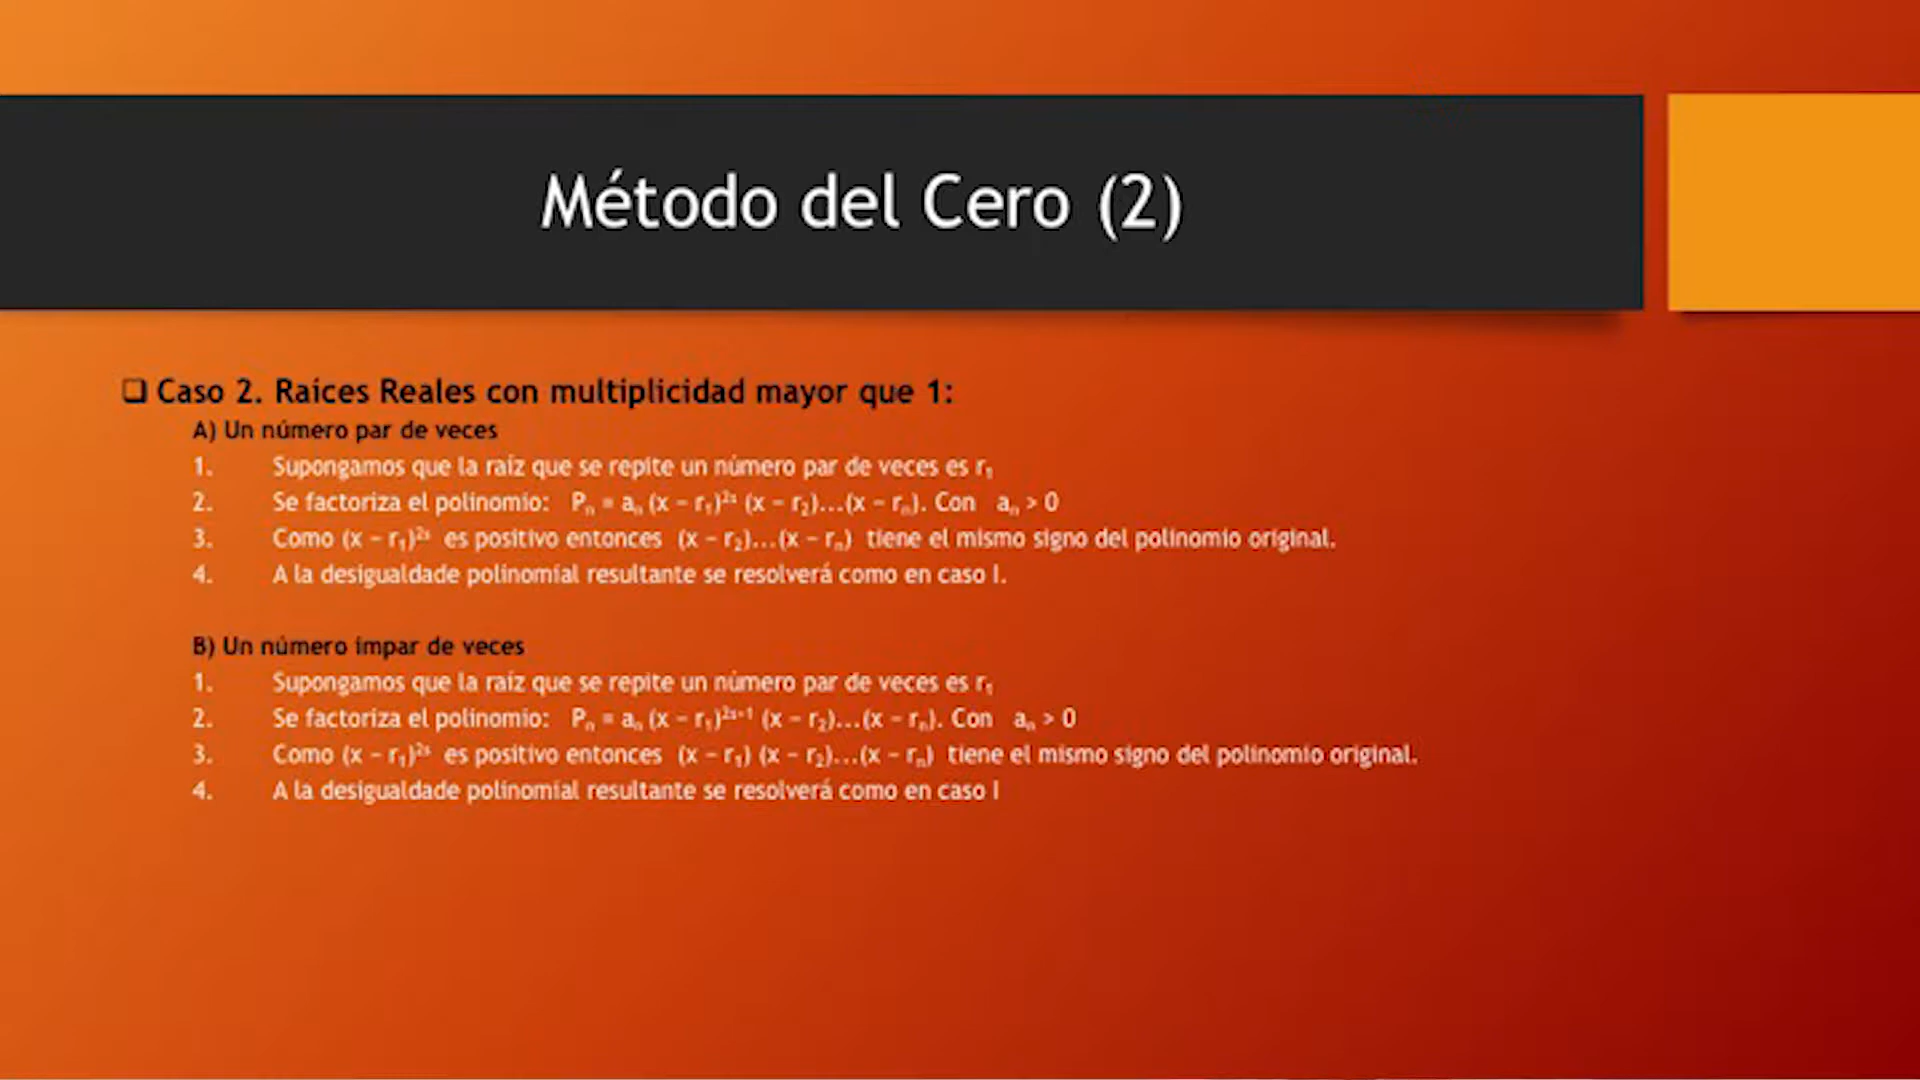 Método del Cero (2)
❑ Caso 2. Raíces Reales con multiplicidad mayor que 1:
A) Un número par de veces
1. Supongamos que la raíz que se repite un número par de veces es r₁
2. Se factoriza el polinomio: Pₙ = aₙ (x – r₁)²ˢ (x – r₂)...(x – rₙ). Con aₙ > 0
3. Como (x – r₁)²ˢ es positivo entonces (x – r₂)...(x – rₙ) tiene el mismo signo del polinomio original.
4. A la desigualdade polinomial resultante se resolverá como en caso I.
B) Un número impar de veces
1. Supongamos que la raíz que se repite un número par de veces es r₁
2. Se factoriza el polinomio: Pₙ = aₙ (x – r₁)²ˢ⁺¹ (x – r₂)...(x – rₙ). Con aₙ > 0
3. Como (x – r₁)²ˢ es positivo entonces (x – r₁) (x – r₂)...(x – rₙ) tiene el mismo signo del polinomio original.
4. A la desigualdade polinomial resultante se resolverá como en caso I